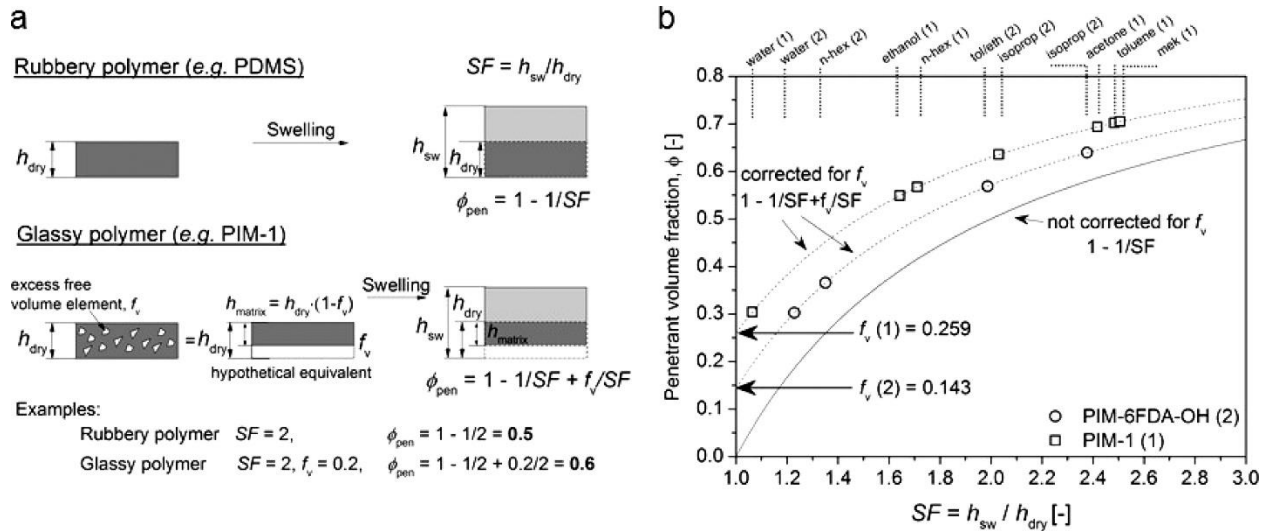 a
Rubbery polymer (e.g. PDMS)
SF = h_sw/h_dry
h_dry
Swelling
h_sw
h_dry
ϕ_pen = 1 - 1/SF
Glassy polymer (e.g. PIM-1)
excess free
volume element, f_v
h_matrix = h_dry·(1-f_v)
Swelling
h_dry
= h_dry
f_v
hypothetical equivalent
h_sw
h_dry
h_matrix
ϕ_pen = 1 - 1/SF + f_v/SF
Examples:
Rubbery polymer SF = 2, ϕ_pen = 1 - 1/2 = 0.5
Glassy polymer SF = 2, f_v = 0.2, ϕ_pen = 1 - 1/2 + 0.2/2 = 0.6
b
water (1)
water (2)
n-hex (2)
ethanol (1)
n-hex (1)
tol/eth (2)
isoprop (2)
isoprop (2)
acetone (1)
toluene (1)
mek (1)
Penetrant volume fraction, ϕ [-]
0.8
0.7
0.6
0.5
0.4
0.3
0.2
0.1
0.0
corrected for f_v
1 - 1/SF+f_v/SF
not corrected for f_v
1 - 1/SF
f_v (1) = 0.259
f_v (2) = 0.143
PIM-6FDA-OH (2)
PIM-1 (1)
1.0 1.2 1.4 1.6 1.8 2.0 2.2 2.4 2.6 2.8 3.0
SF = h_sw / h_dry [-]